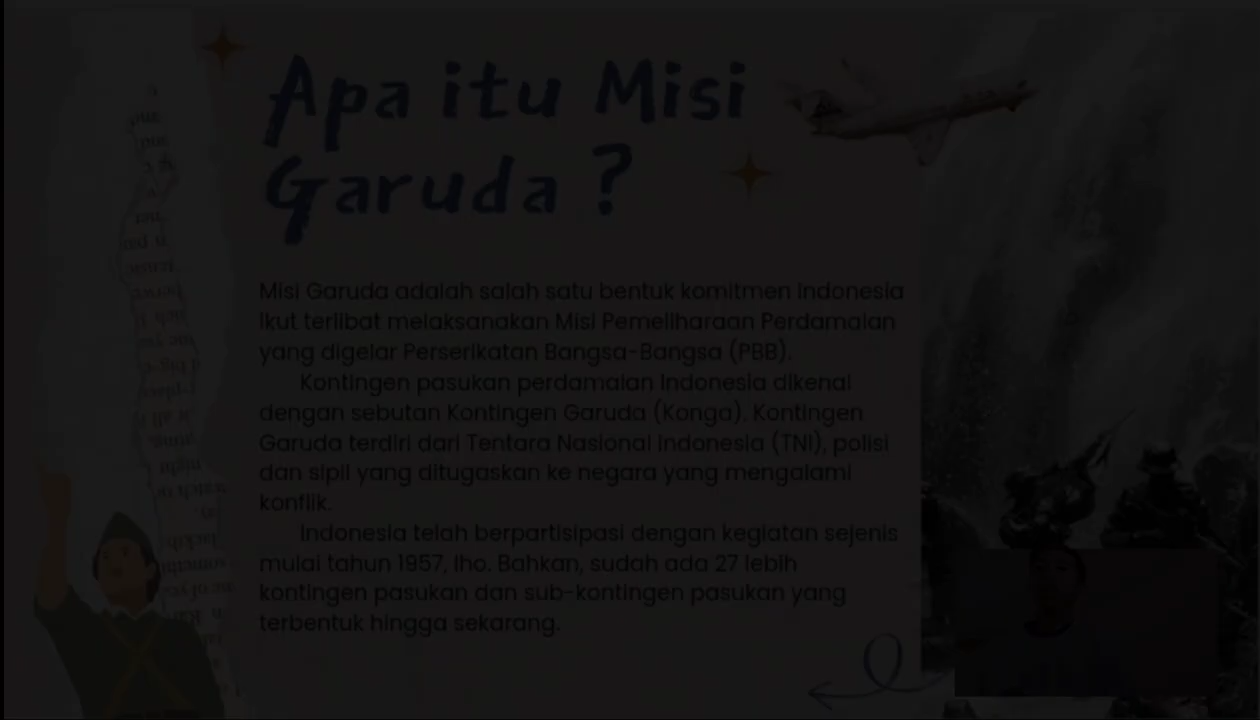 Apa itu Misi
Garuda ?
Misi Garuda adalah salah satu bentuk komitmen Indonesia
ikut terlibat melaksanakan Misi Pemeliharaan Perdamaian
yang digelar Perserikatan Bangsa-Bangsa (PBB).
Kontingen pasukan perdamaian Indonesia dikenal
dengan sebutan Kontingen Garuda (Konga). Kontingen
Garuda terdiri dari Tentara Nasional Indonesia (TNI), polisi
dan sipil yang ditugaskan ke negara yang mengalami
konflik.
Indonesia telah berpartisipasi dengan kegiatan sejenis
mulai tahun 1957, lho. Bahkan, sudah ada 27 lebih
kontingen pasukan dan sub-kontingen pasukan yang
terbentuk hingga sekarang.